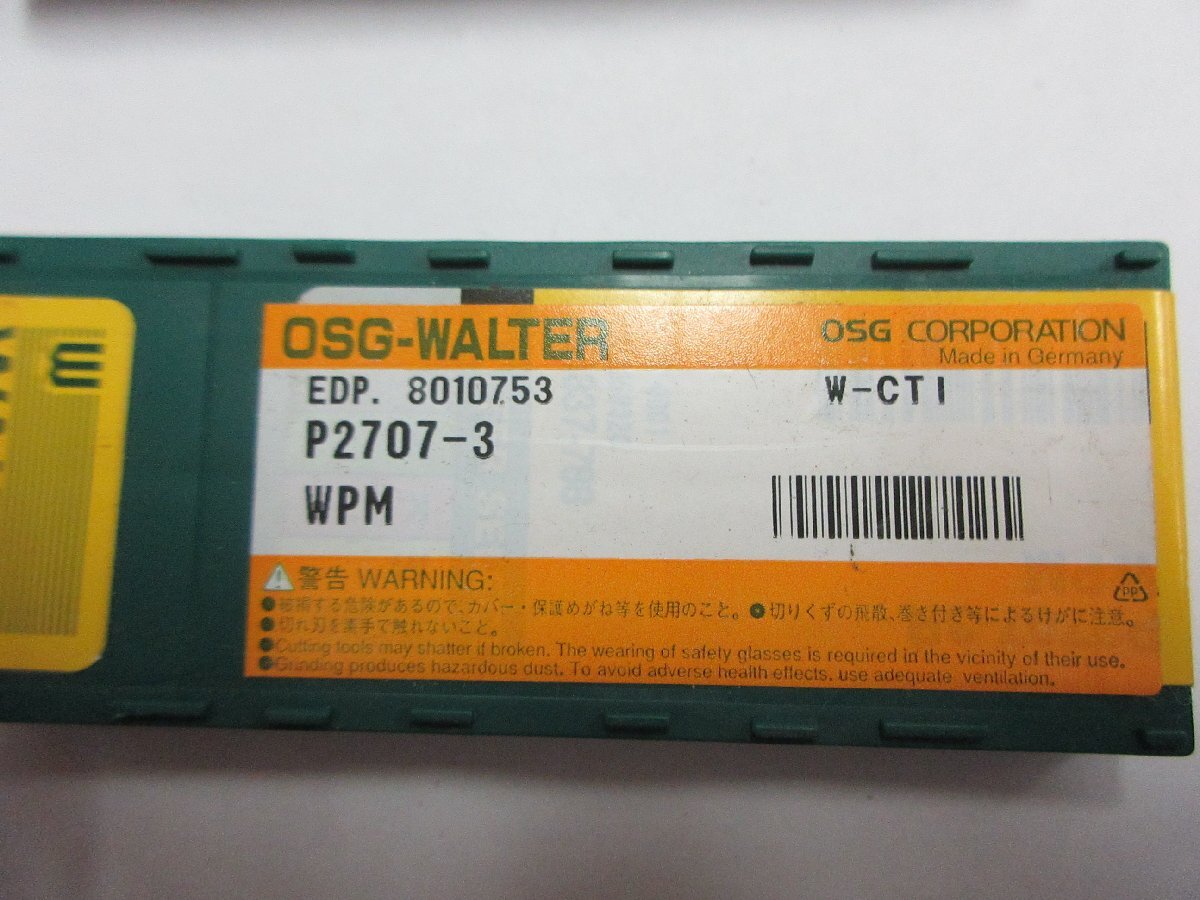 OSG-WALTER
OSG CORPORATION
Made in Germany
EDP. 8010753
W-CTI
P2707-3
WPM
警告 WARNING:
●破損する危険があるので、カバー・保護めがね等を使用のこと。 ●切りくずの飛散、巻き付き等によるけがに注意。
●切れ刃を素手で触れないこと。
●Cutting tools may shatter if broken. The wearing of safety glasses is required in the vicinity of their use.
●Grinding produces hazardous dust. To avoid adverse health effects, use adequate ventilation.
PP